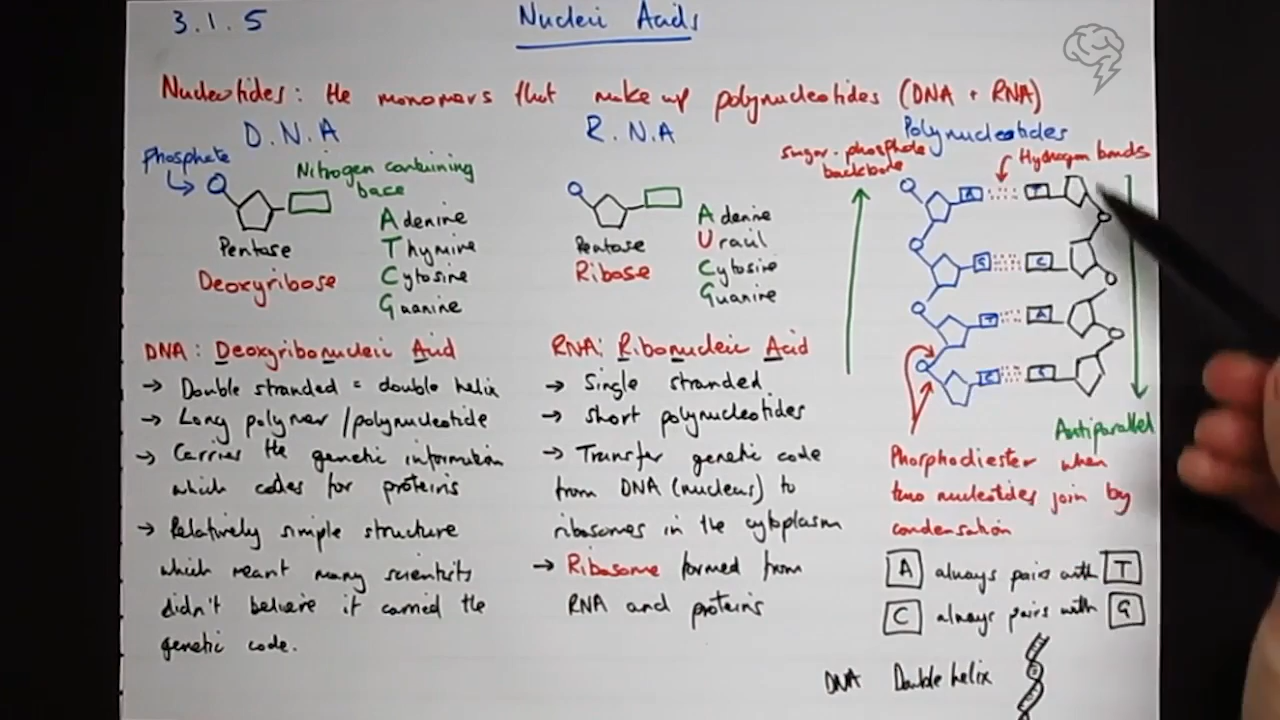 3.1.5
Nucleic Acids
Nucleotides: the monomers that make up polynucleotides (DNA + RNA)
D.N.A
Phosphate
Nitrogen containing
base
Pentose
Deoxyribose
Adenine
Thymine
Cytosine
Guanine
DNA: Deoxyribonucleic Acid
→ Double stranded = double helix
→ Long polymer / polynucleotide
→ Carries the genetic information
which codes for proteins
→ Relatively simple structure
which meant many scientists
didn't believe it carried the
genetic code.
R.N.A
Pentose
Ribose
Adenine
Uracil
Cytosine
Guanine
RNA: Ribonucleic Acid
→ Single stranded
→ Short polynucleotides
→ Transfer genetic code
from DNA (nucleus) to
ribosomes in the cytoplasm
→ Ribosome formed from
RNA and proteins
Polynucleotides
Sugar-phosphate
backbone
Hydrogen bonds
A T
G C
T A
C G
Antiparallel
Phosphodiester when
two nucleotides join by
condensation
A always pairs with T
C always pairs with G
DNA Double helix